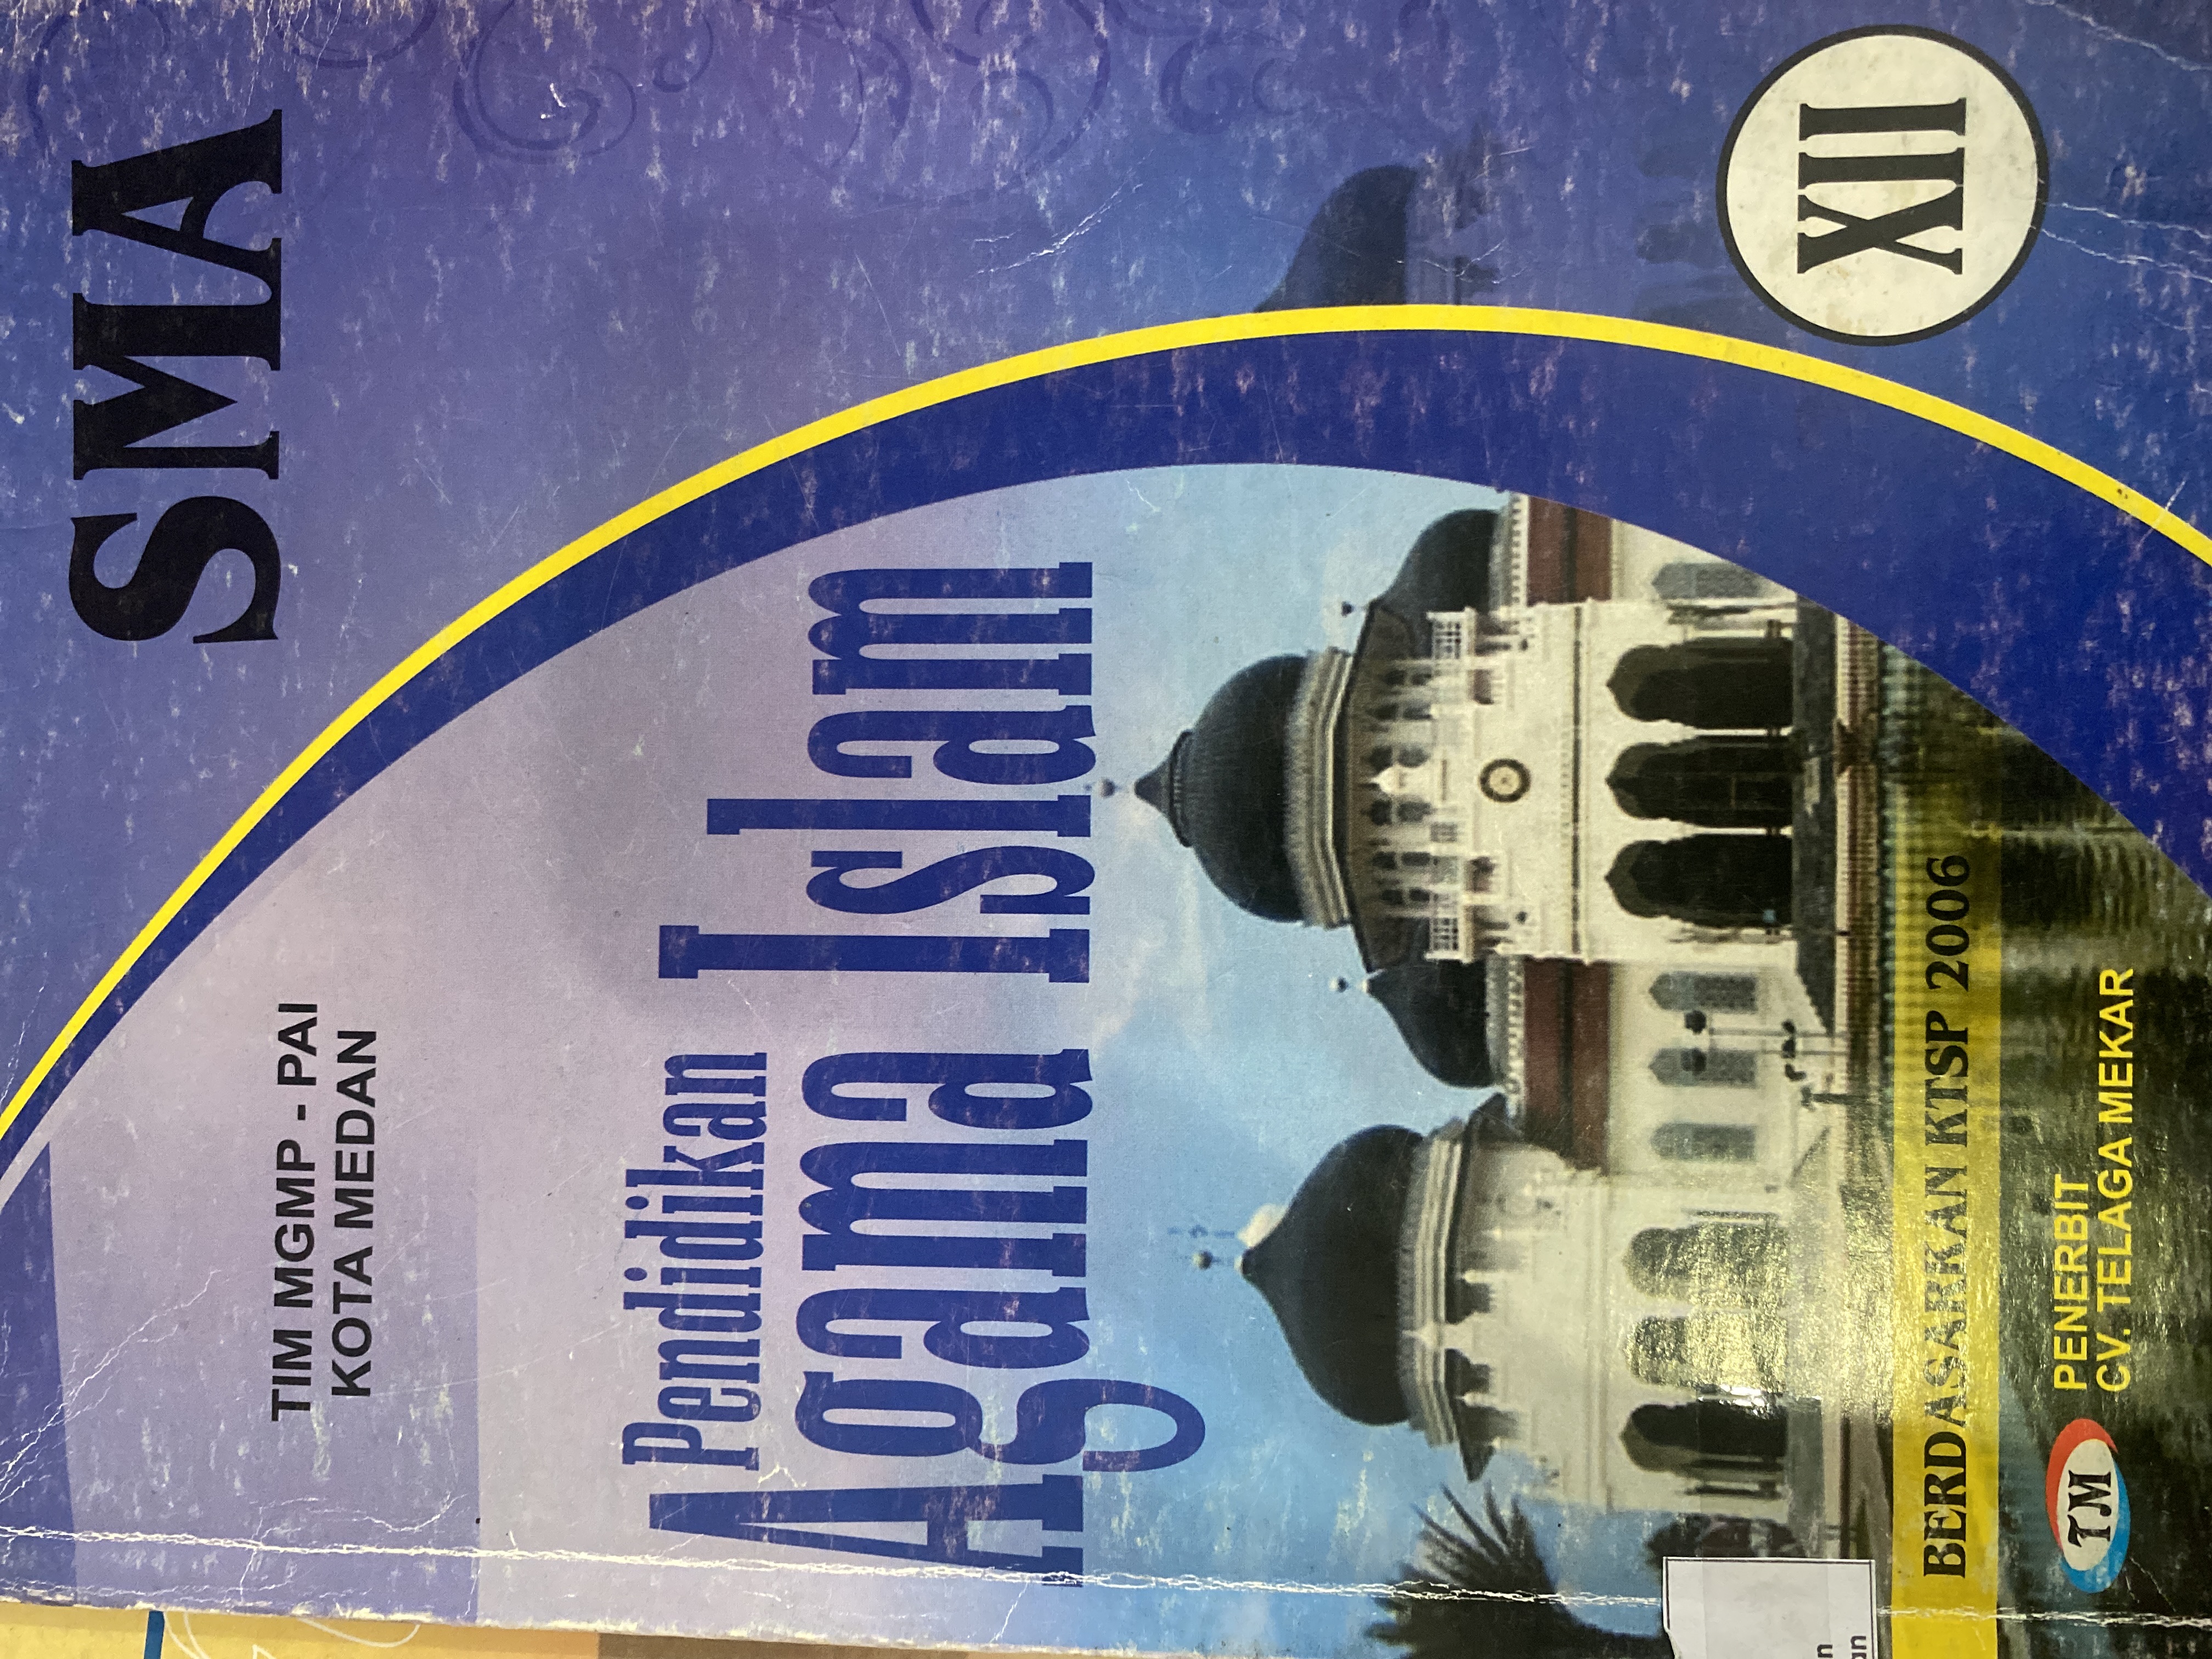 SMA
TIM MGMP - PAI
KOTA MEDAN
Pendidikan
Agama Islam
BERDASARKAN KTSP 2006
PENERBIT
CV. TELAGA MEKAR
TM
XII